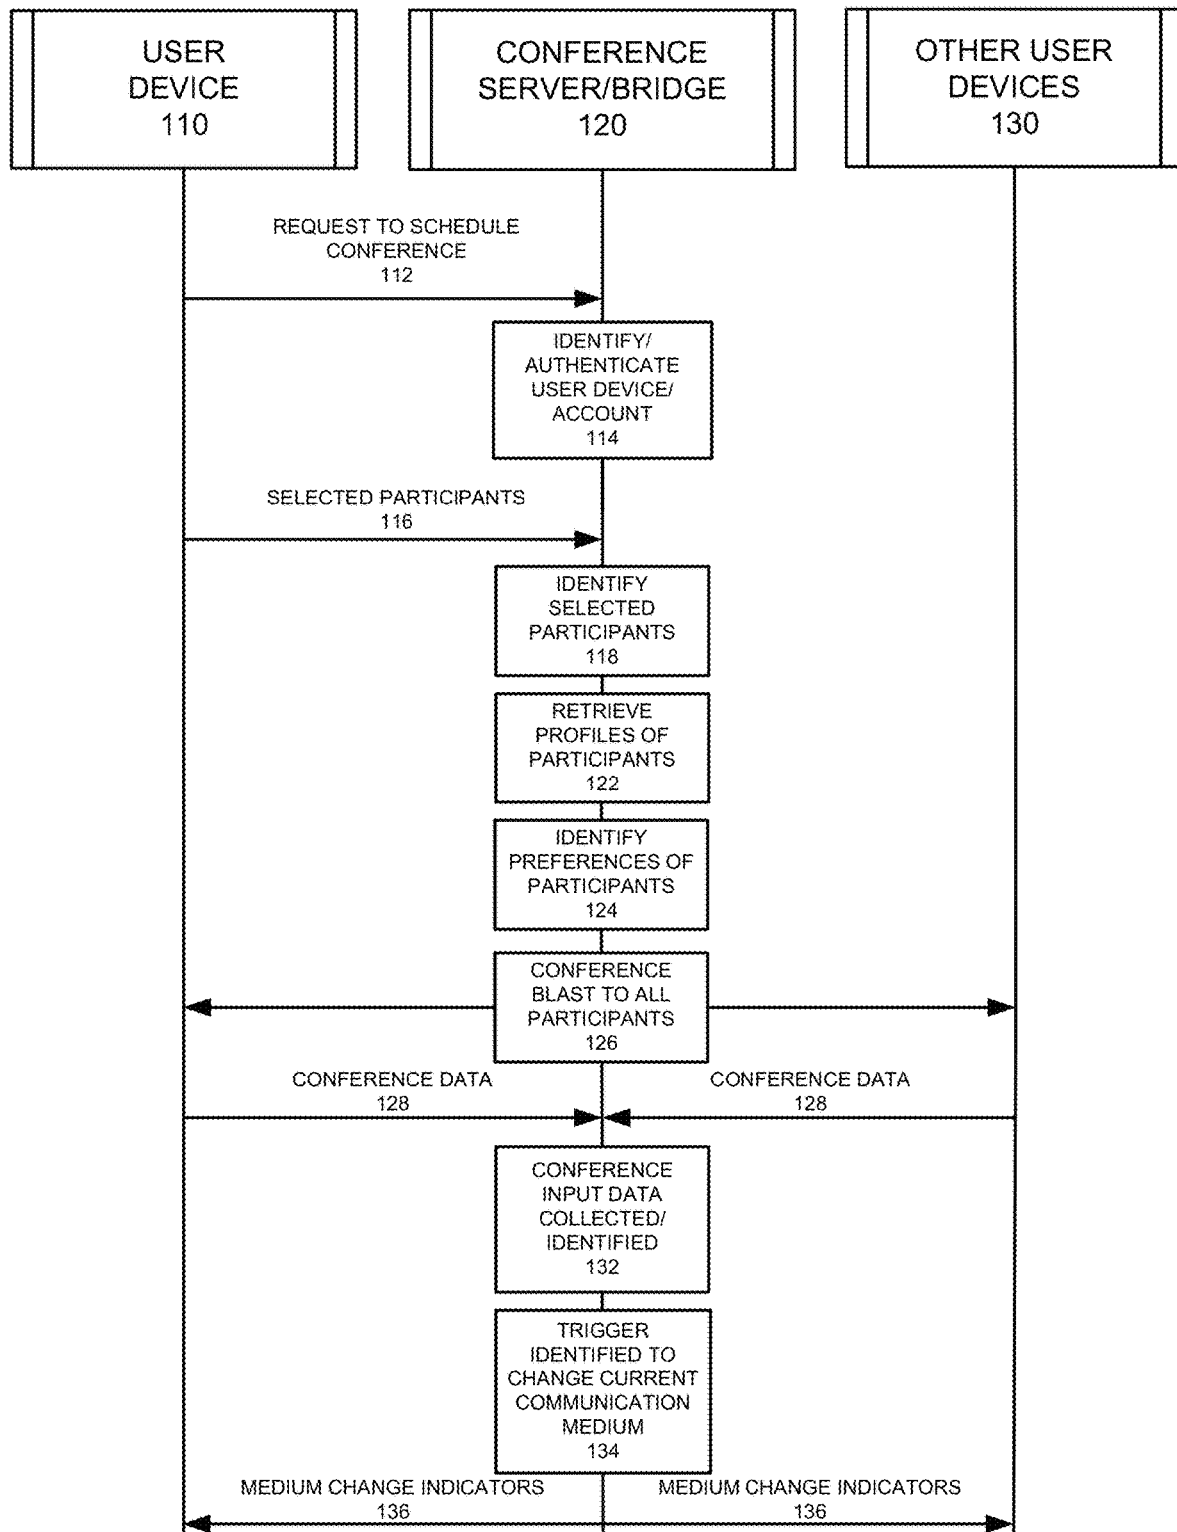 USER
DEVICE
110
CONFERENCE
SERVER/BRIDGE
120
OTHER USER
DEVICES
130
REQUEST TO SCHEDULE
CONFERENCE
112
IDENTIFY/
AUTHENTICATE
USER DEVICE/
ACCOUNT
114
SELECTED PARTICIPANTS
116
IDENTIFY
SELECTED
PARTICIPANTS
118
RETRIEVE
PROFILES OF
PARTICIPANTS
122
IDENTIFY
PREFERENCES OF
PARTICIPANTS
124
CONFERENCE
BLAST TO ALL
PARTICIPANTS
126
CONFERENCE DATA
128
CONFERENCE DATA
128
CONFERENCE
INPUT DATA
COLLECTED/
IDENTIFIED
132
TRIGGER
IDENTIFIED TO
CHANGE CURRENT
COMMUNICATION
MEDIUM
134
MEDIUM CHANGE INDICATORS
136
MEDIUM CHANGE INDICATORS
136